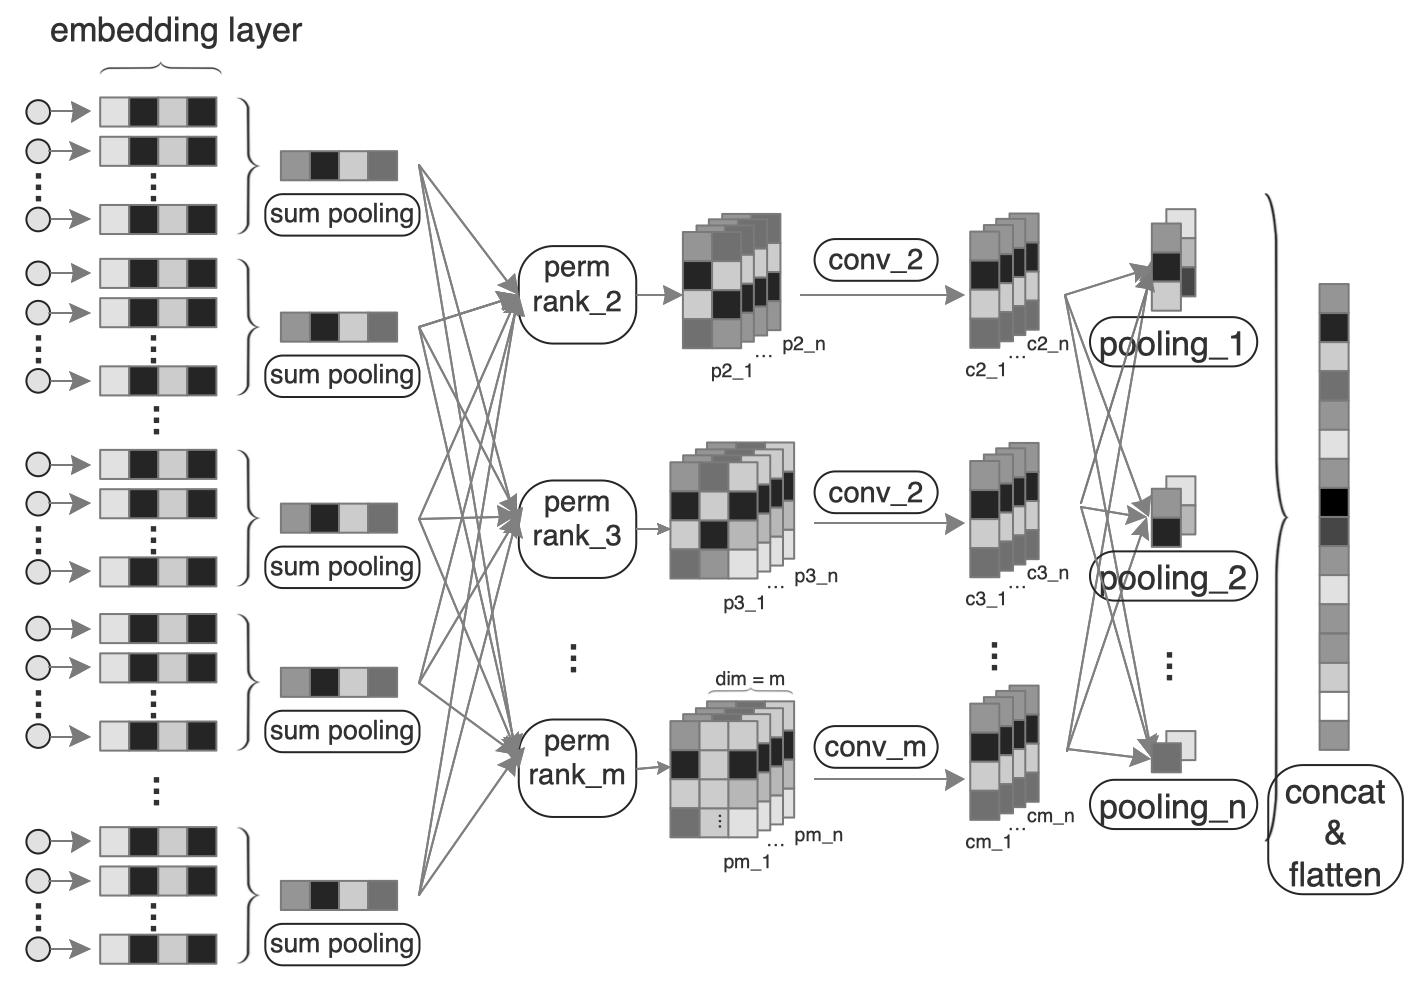 embedding layer
sum pooling
sum pooling
sum pooling
sum pooling
sum pooling
perm
rank_2
perm
rank_3
perm
rank_m
p2_1
... p2_n
p3_1
... p3_n
dim = m
pm_1
... pm_n
conv_2
conv_2
conv_m
c2_1
...c2_n
c3_1
...c3_n
cm_1
...cm_n
pooling_1
pooling_2
pooling_n
concat
&
flatten